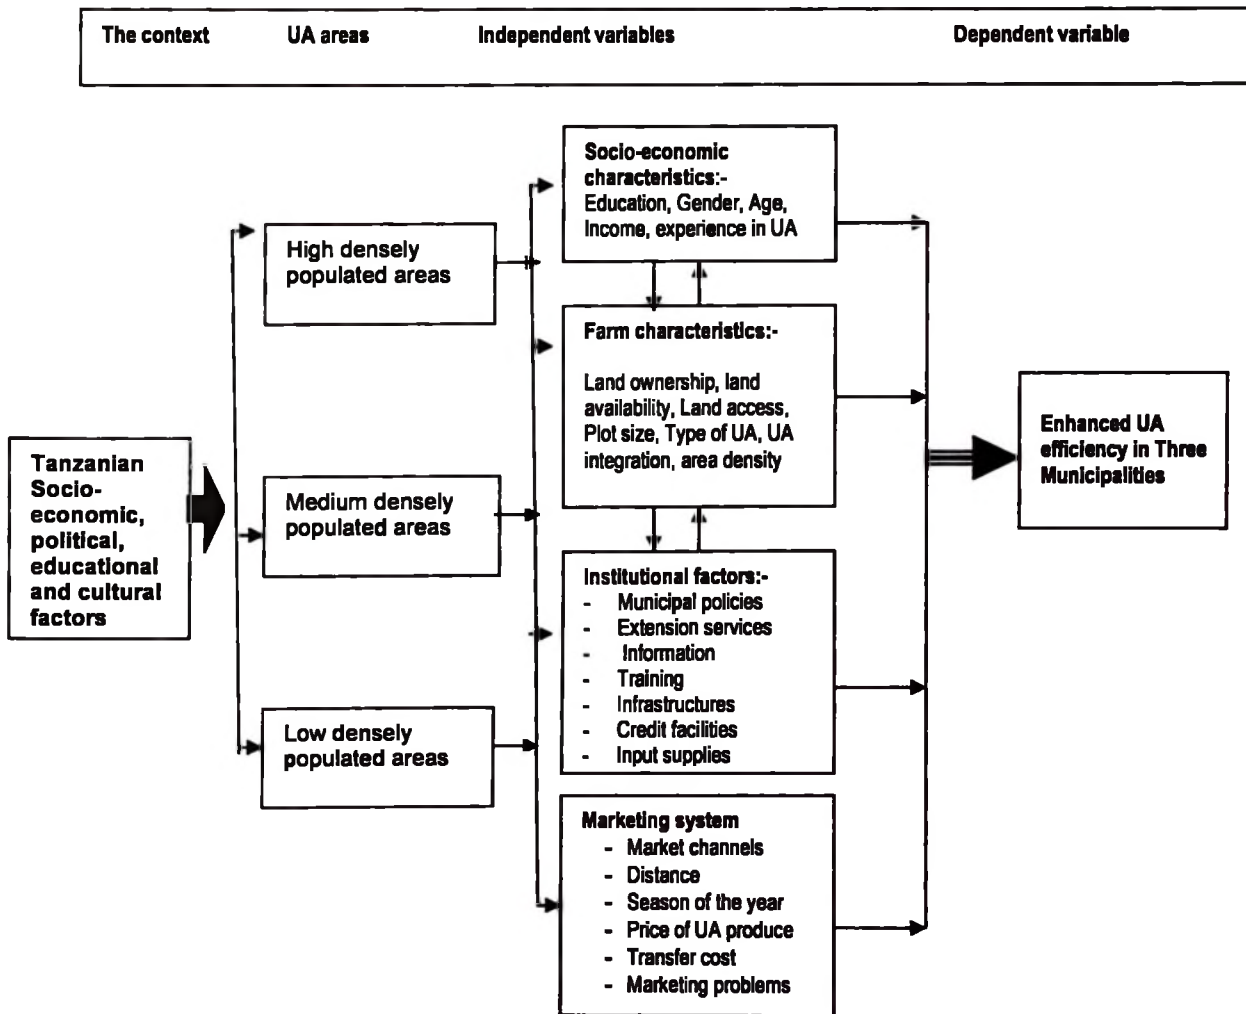 The context UA areas Independent variables Dependent variable
Tanzanian
Socio-
economic,
political,
educational
and cultural
factors
High densely
populated areas
Medium densely
populated areas
Low densely
populated areas
Socio-economic
characteristics:-
Education, Gender, Age,
Income, experience in UA
Farm characteristics:-
Land ownership, land
availability, Land access,
Plot size, Type of UA, UA
integration, area density
Institutional factors:-
- Municipal policies
- Extension services
- Information
- Training
- Infrastructures
- Credit facilities
- Input supplies
Marketing system
- Market channels
- Distance
- Season of the year
- Price of UA produce
- Transfer cost
- Marketing problems
Enhanced UA
efficiency in Three
Municipalities